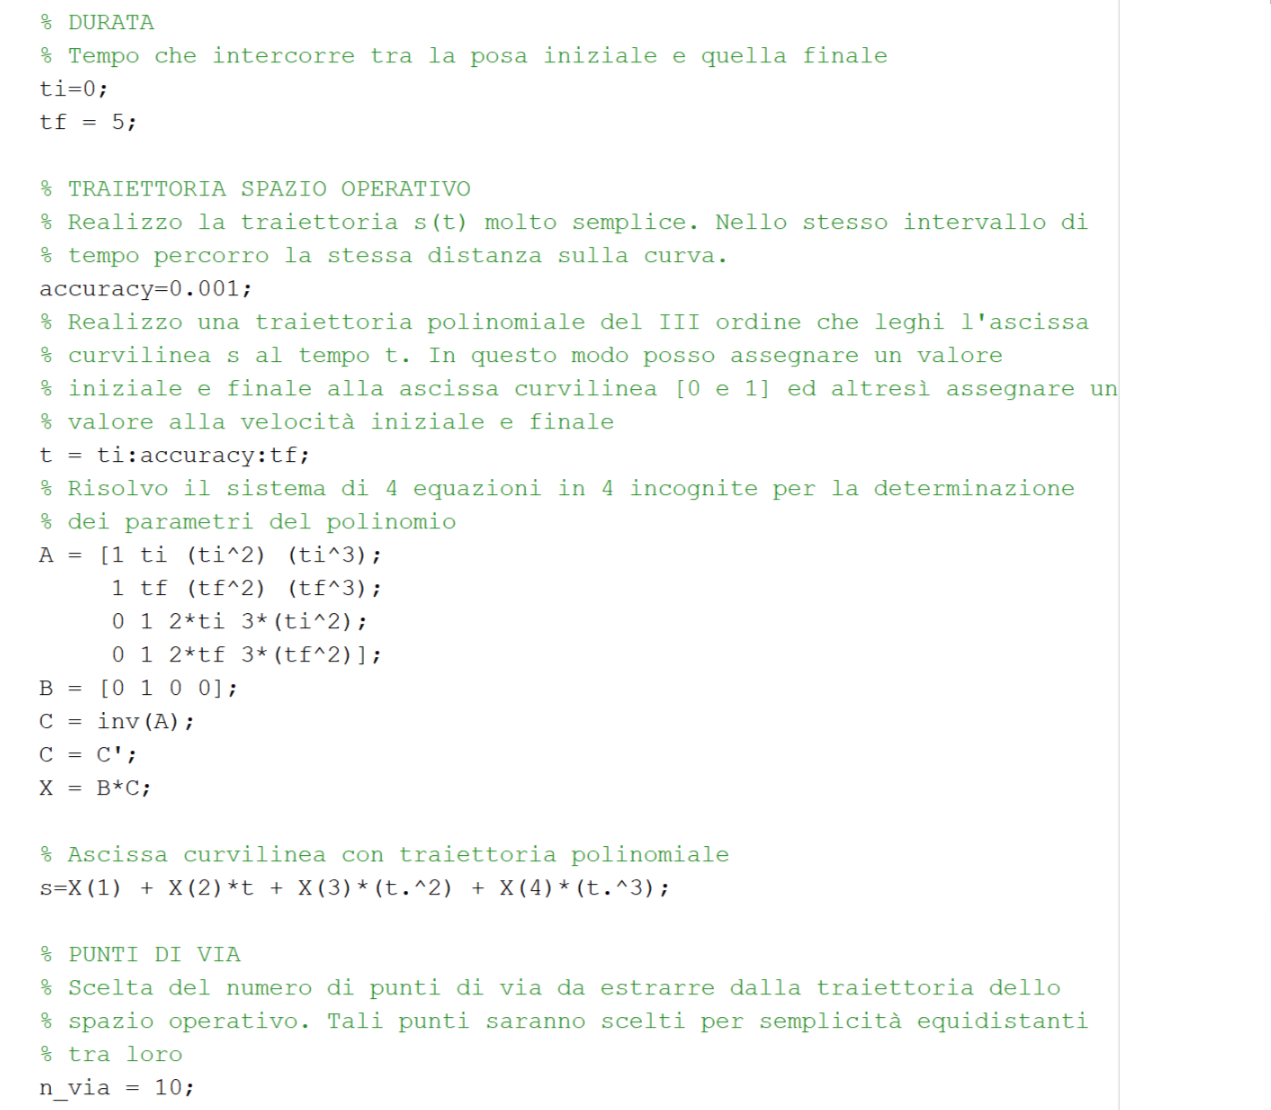 % DURATA
% Tempo che intercorre tra la posa iniziale e quella finale
ti=0;
tf = 5;
% TRAIETTORIA SPAZIO OPERATIVO
% Realizzo la traiettoria s(t) molto semplice. Nello stesso intervallo di
% tempo percorro la stessa distanza sulla curva.
accuracy=0.001;
% Realizzo una traiettoria polinomiale del III ordine che leghi l'ascissa
% curvilinea s al tempo t. In questo modo posso assegnare un valore
% iniziale e finale alla ascissa curvilinea [0 e 1] ed altresì assegnare un
% valore alla velocità iniziale e finale
t = ti:accuracy:tf;
% Risolvo il sistema di 4 equazioni in 4 incognite per la determinazione
% dei parametri del polinomio
A = [1 ti (ti^2) (ti^3);
1 tf (tf^2) (tf^3);
0 1 2*ti 3*(ti^2);
0 1 2*tf 3*(tf^2)];
B = [0 1 0 0];
C = inv(A);
C = C';
X = B*C;
% Ascissa curvilinea con traiettoria polinomiale
s=X(1) + X(2)*t + X(3)*(t.^2) + X(4)*(t.^3);
% PUNTI DI VIA
% Scelta del numero di punti di via da estrarre dalla traiettoria dello
% spazio operativo. Tali punti saranno scelti per semplicità equidistanti
% tra loro
n_via = 10;